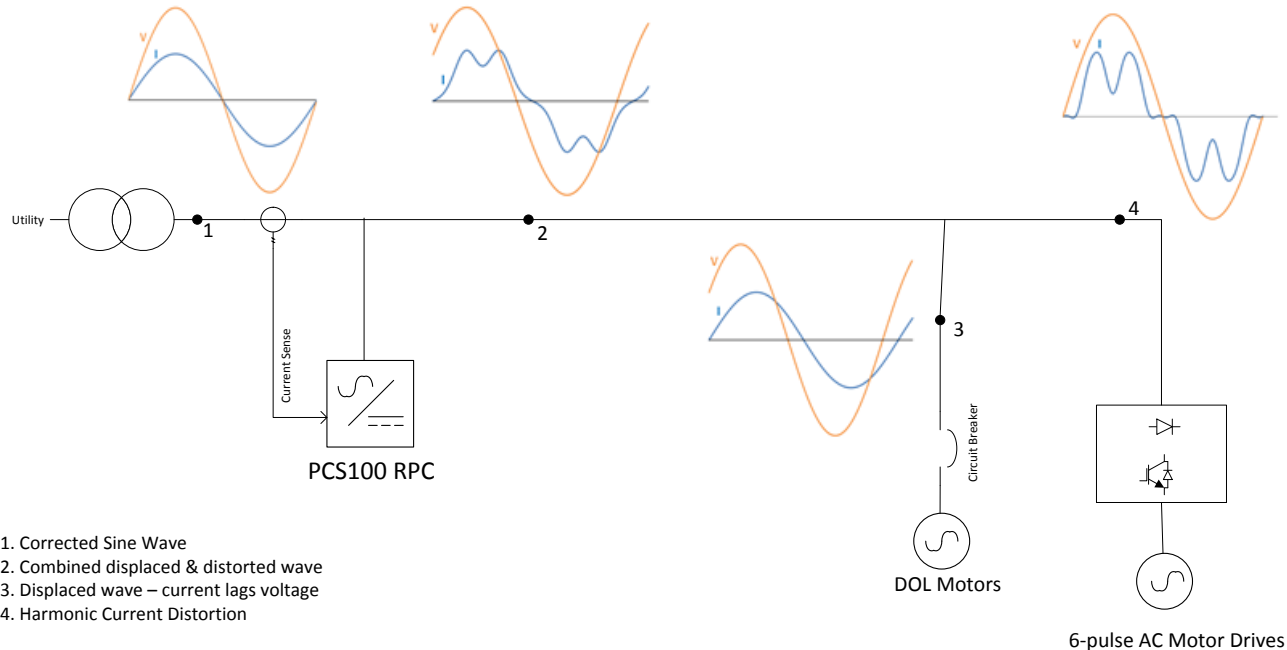 V
I
V
I
V
I
Utility
1
2
4
V
I
3
Current Sense
Circuit Breaker
PCS100 RPC
DOL Motors
6-pulse AC Motor Drives
1. Corrected Sine Wave
2. Combined displaced & distorted wave
3. Displaced wave – current lags voltage
4. Harmonic Current Distortion